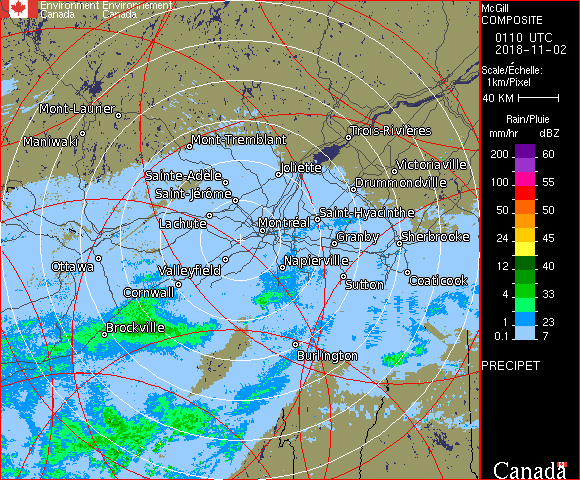 Environment Environnement
Canada Canada
McGill
COMPOSITE
0110 UTC
2018-11-02
Scale/Échelle:
1km/Pixel
40 KM
Rain/Pluie
mm/hr dBZ
200 60
100 55
50 50
24 45
12 40
4 33
1 23
0.1 7
PRECIPET
Canada
Mont-Laurier
Maniwaki
Mont-Tremblant
Trois-Rivières
Joliette
Victoriaville
Sainte-Adèle
Drummondville
Saint-Jérôme
Lachute
Montréal
Saint-Hyacinthe
Granby
Sherbrooke
Ottawa
Valleyfield
Napierville
Cornwall
Sutton
Coaticook
Brockville
Burlington